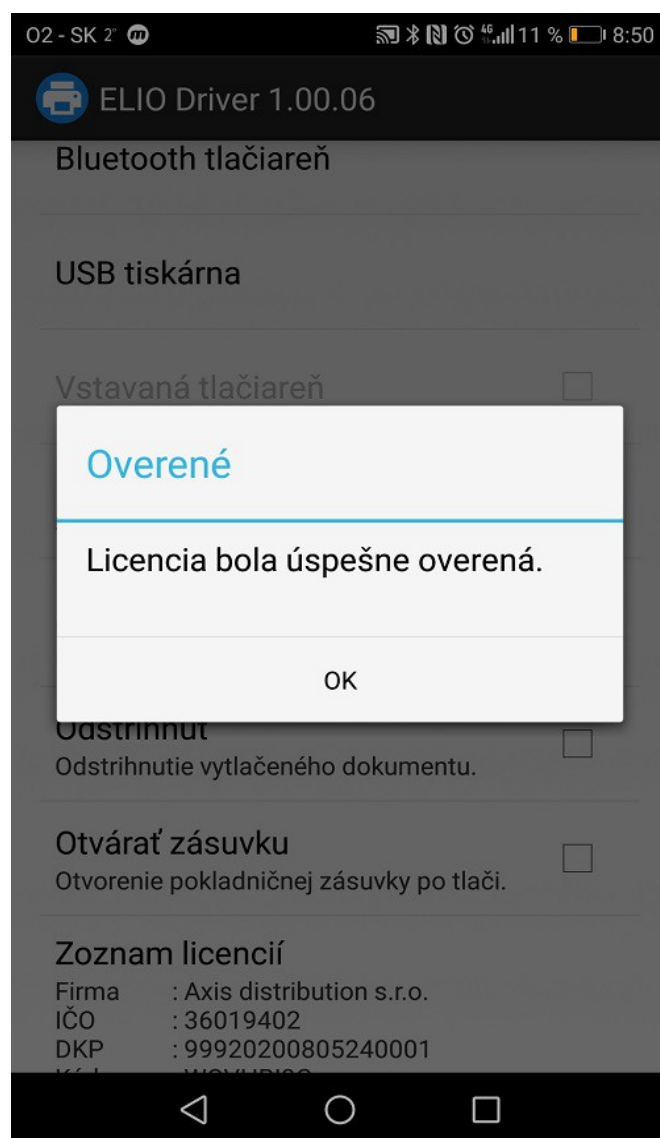 O2 - SK 2° 4G 11 % 8:50
ELIO Driver 1.00.06
Bluetooth tlačiareň
USB tiskárna
Vstavaná tlačiareň
Overené
Licencia bola úspešne overená.
OK
Odstrihnúť
Odstrihnutie vytlačeného dokumentu.
Otvárať zásuvku
Otvorenie pokladničnej zásuvky po tlači.
Zoznam licencií
Firma : Axis distribution s.r.o.
IČO : 36019402
DKP : 99920200805240001